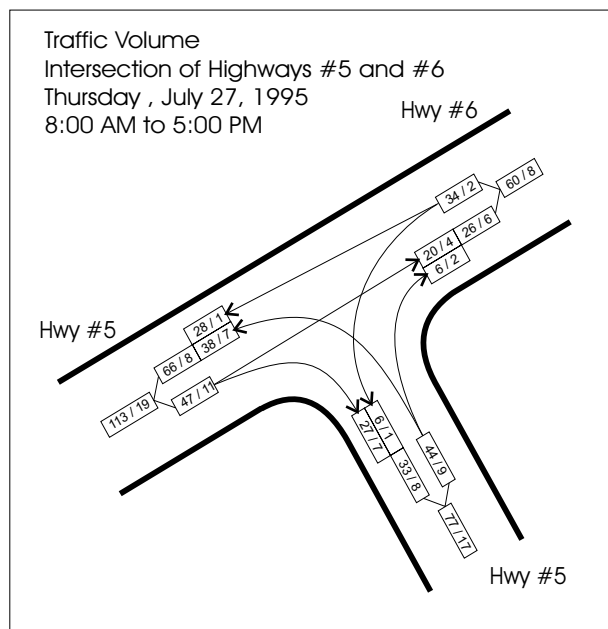 Traffic Volume
Intersection of Highways #5 and #6
Thursday , July 27, 1995
8:00 AM to 5:00 PM
Hwy #6
34 / 2
60 / 8
20 / 4
26 / 6
6 / 2
Hwy #5
28 / 1
38 / 7
66 / 8
47 / 11
113 / 19
6 / 1
27 / 7
33 / 8
44 / 9
77 / 17
Hwy #5